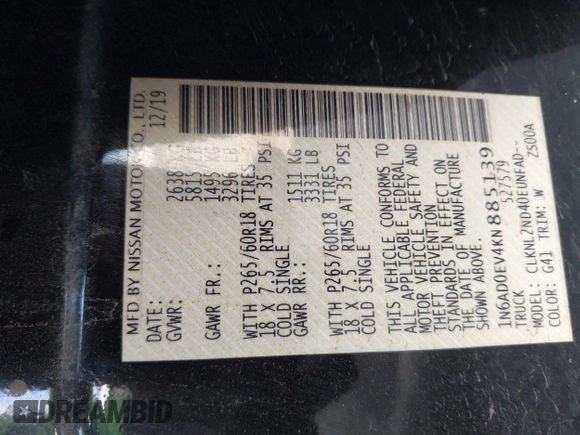 MFD BY NISSAN MOTOR CO., LTD.
DATE: 12/19
GVWR: 2638 KG
5815 LB
GAWR FR.: 1495 KG
3296 LB
WITH P265/60R18 TIRES
18 X 7.5 RIMS AT 35 PSI
COLD SINGLE
GAWR RR.: 1511 KG
3331 LB
WITH P265/60R18 TIRES
18 X 7.5 RIMS AT 35 PSI
COLD SINGLE
THIS VEHICLE CONFORMS TO
ALL APPLICABLE FEDERAL
MOTOR VEHICLE SAFETY AND
THEFT PREVENTION
STANDARDS IN EFFECT ON
THE DATE OF MANUFACTURE
SHOWN ABOVE.
1N6AD0EV4KN885139
TRUCK 527579
MODEL: CLKNLZND40EUNFAD--
COLOR: G41 TRIM: W ZS00A
DREAMBID